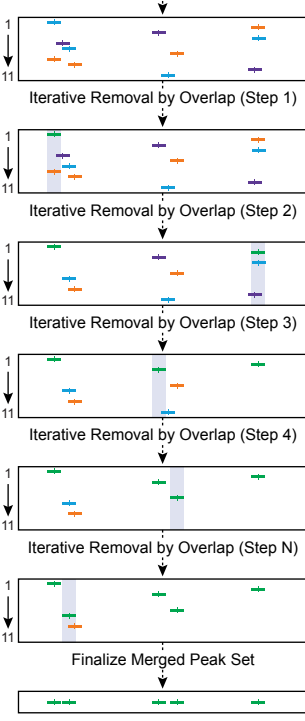 1
11
Iterative Removal by Overlap (Step 1)
1
11
Iterative Removal by Overlap (Step 2)
1
11
Iterative Removal by Overlap (Step 3)
1
11
Iterative Removal by Overlap (Step 4)
1
11
Iterative Removal by Overlap (Step N)
1
11
Finalize Merged Peak Set